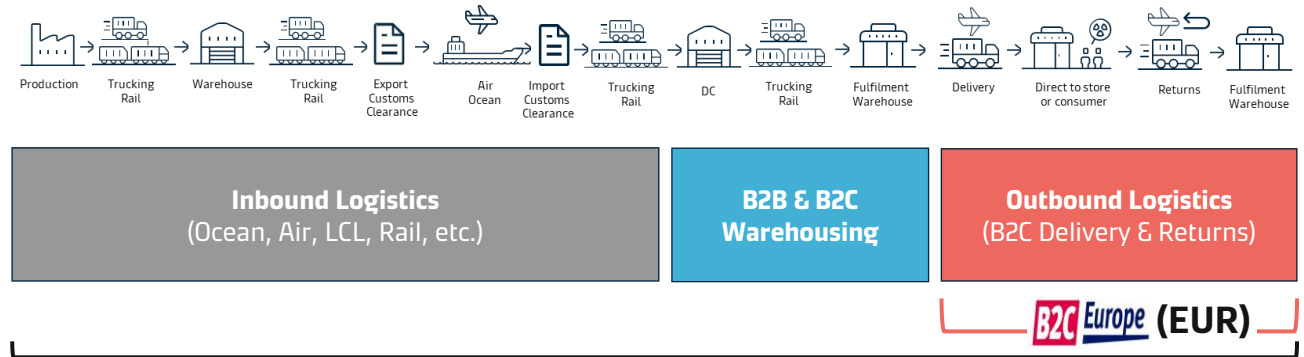 Production
Trucking
Rail
Warehouse
Trucking
Rail
Export
Customs
Clearance
Air
Ocean
Import
Customs
Clearance
Trucking
Rail
DC
Trucking
Rail
Fulfilment
Warehouse
Delivery
Direct to store
or consumer
Returns
Fulfilment
Warehouse
Inbound Logistics
(Ocean, Air, LCL, Rail, etc.)
B2B & B2C
Warehousing
Outbound Logistics
(B2C Delivery & Returns)
B2C Europe (EUR)